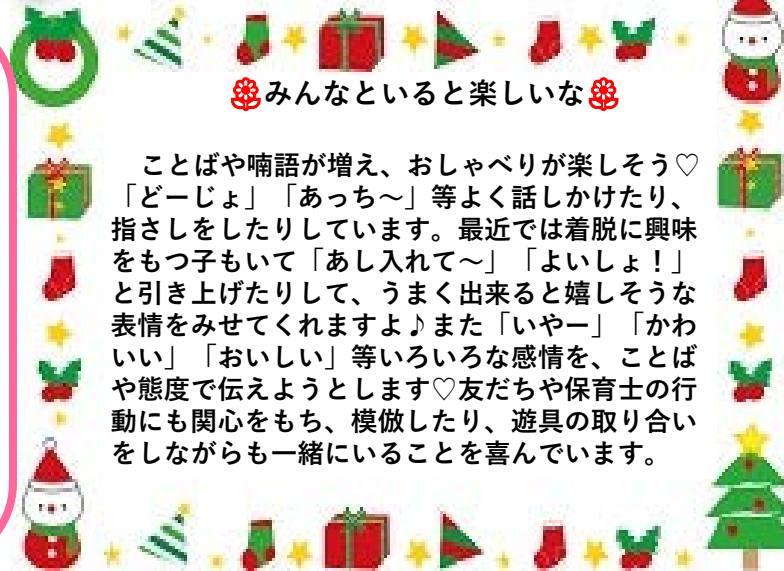 みんなといると楽しいな
ことばや喃語が増え、おしゃべりが楽しそう♡
「どーじょ」「あっち～」等よく話しかけたり、
指さしをしたりしています。最近では着脱に興味
をもつ子もいて「あし入れて～」「よいしょ！」
と引き上げたりして、うまく出来ると嬉しそうな
表情をみせてくれますよ♪また「いやー」「かわ
いい」「おいしい」等いろいろな感情を、ことば
や態度で伝えようとします♡友だちや保育士の行
動にも関心をもち、模倣したり、遊具の取り合い
をしながらも一緒にいることを喜んでいます。